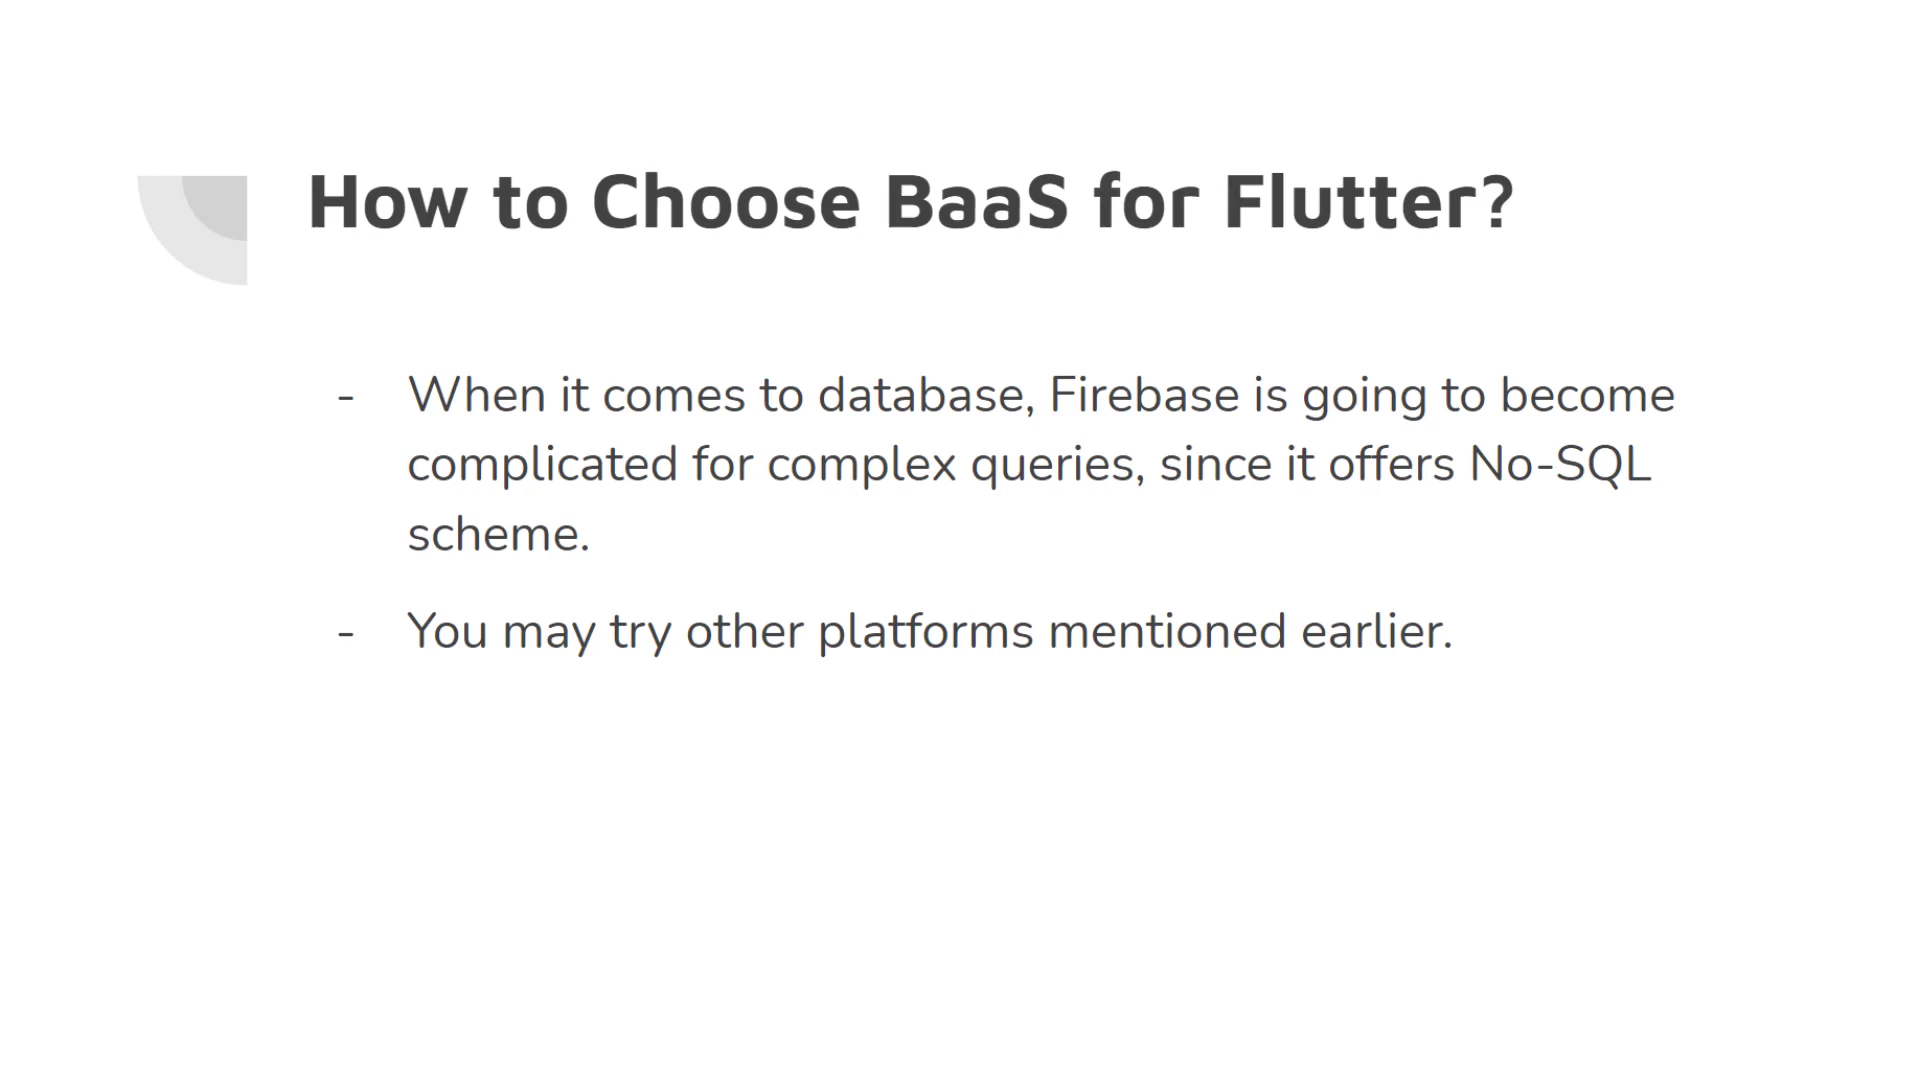 How to Choose BaaS for Flutter?
- When it comes to database, Firebase is going to become
complicated for complex queries, since it offers No-SQL
scheme.
- You may try other platforms mentioned earlier.